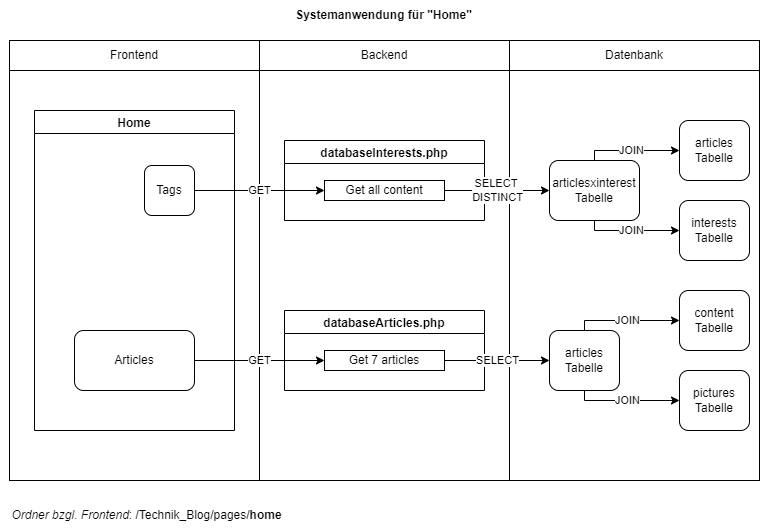 Systemanwendung für "Home"
Frontend
Backend
Datenbank
Home
Tags
GET
databaseInterests.php
Get all content
SELECT
DISTINCT
articlesxinterest
Tabelle
JOIN
articles
Tabelle
JOIN
interests
Tabelle
Articles
GET
databaseArticles.php
Get 7 articles
SELECT
articles
Tabelle
JOIN
content
Tabelle
JOIN
pictures
Tabelle
Ordner bzgl. Frontend: /Technik_Blog/pages/home